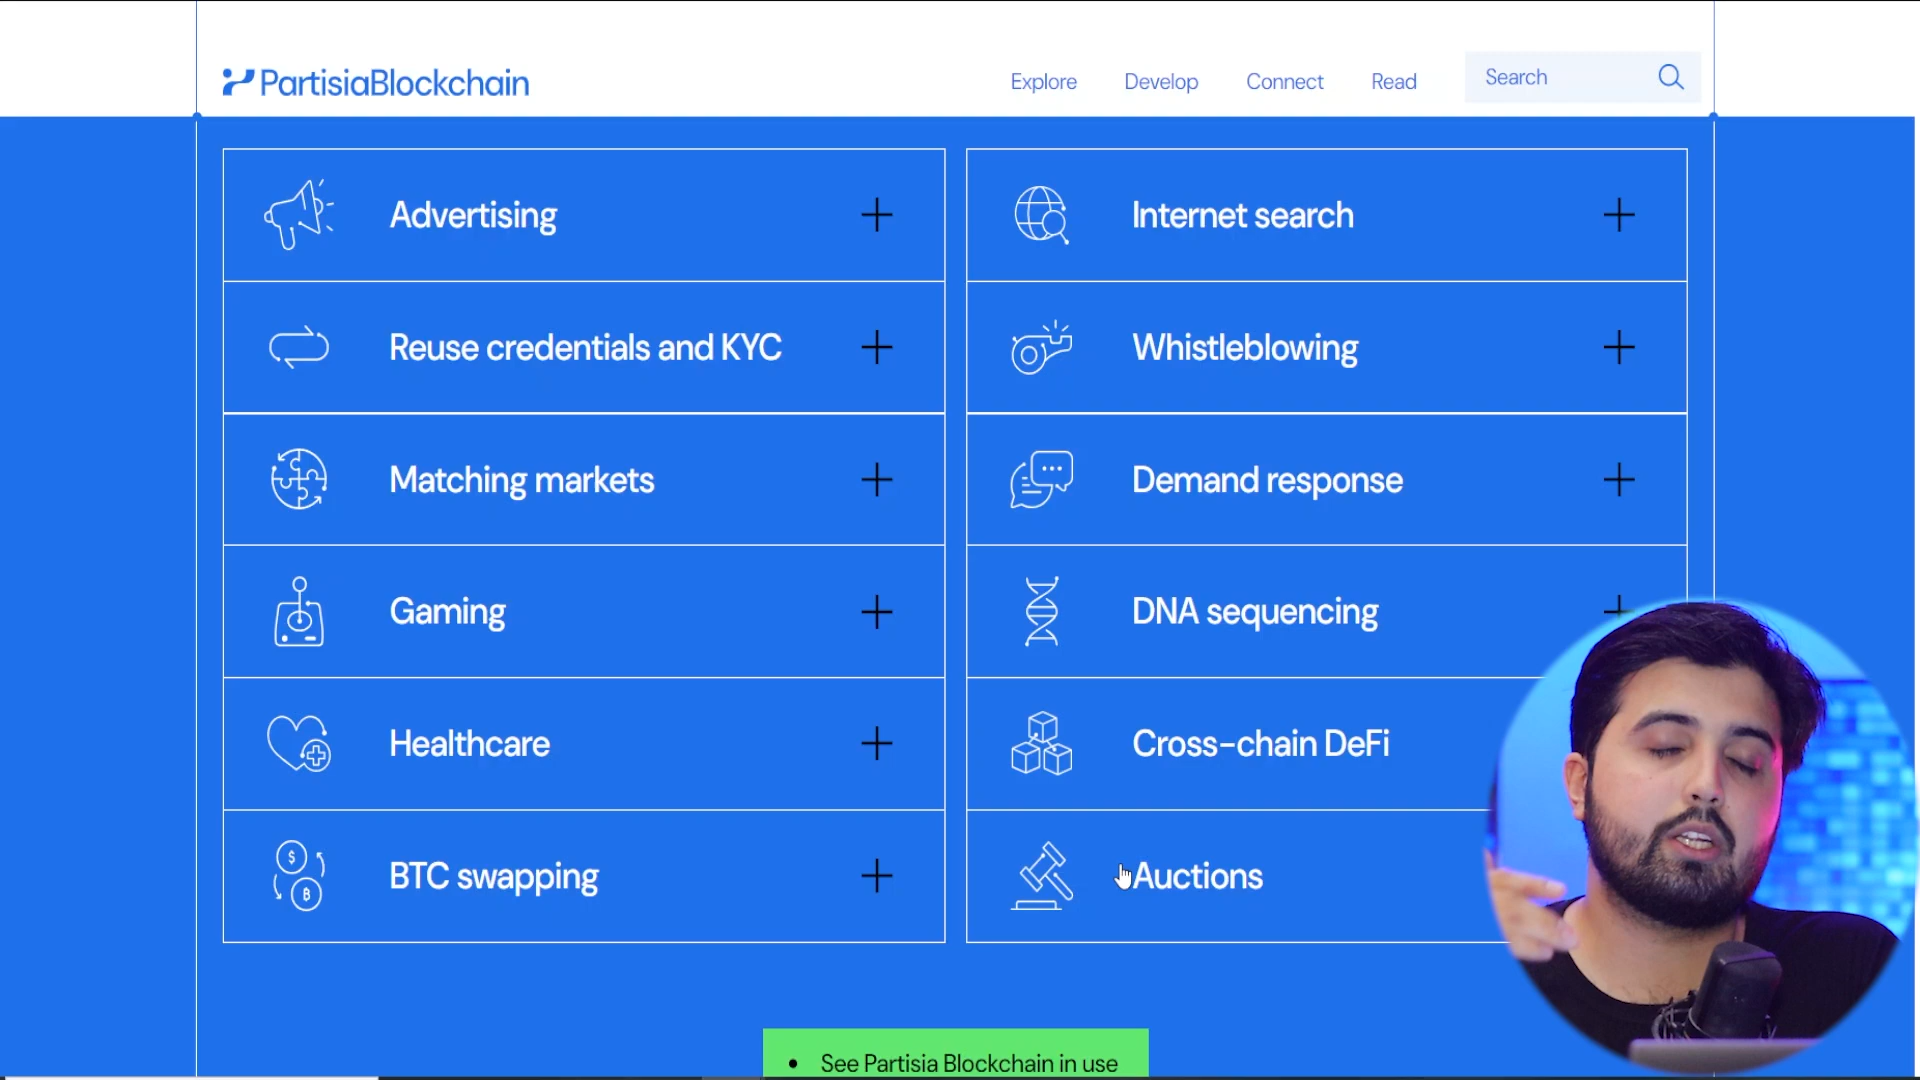 PartisiaBlockchain
Explore
Develop
Connect
Read
Search
Advertising
Internet search
Reuse credentials and KYC
Whistleblowing
Matching markets
Demand response
Gaming
DNA sequencing
Healthcare
Cross-chain DeFi
BTC swapping
Auctions
• See Partisia Blockchain in use